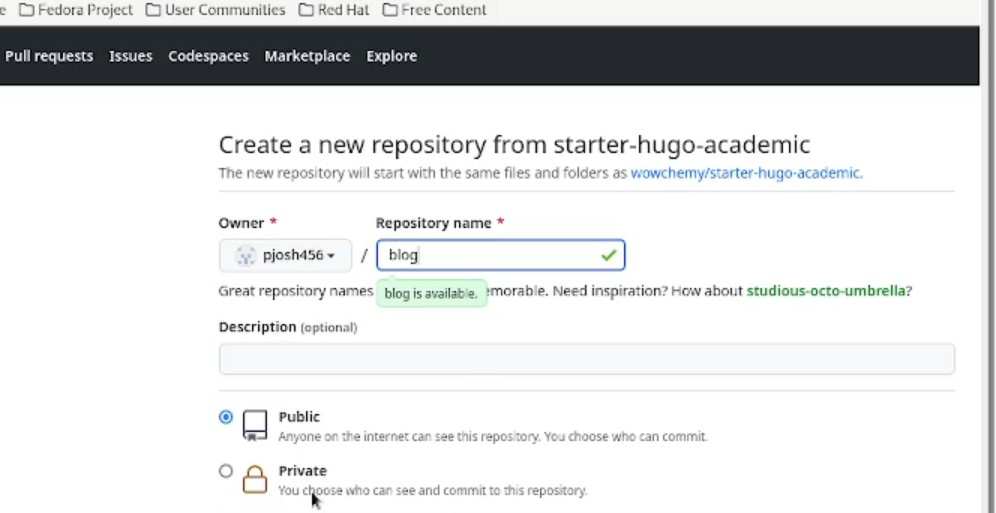 e Fedora Project User Communities Red Hat Free Content
Pull requests Issues Codespaces Marketplace Explore
Create a new repository from starter-hugo-academic
The new repository will start with the same files and folders as wowchemy/starter-hugo-academic.
Owner * Repository name *
pjosh456 / blog
Great repository names emorable. Need inspiration? How about studious-octo-umbrella?
blog is available.
Description (optional)
Public
Anyone on the internet can see this repository. You choose who can commit.
Private
You choose who can see and commit to this repository.